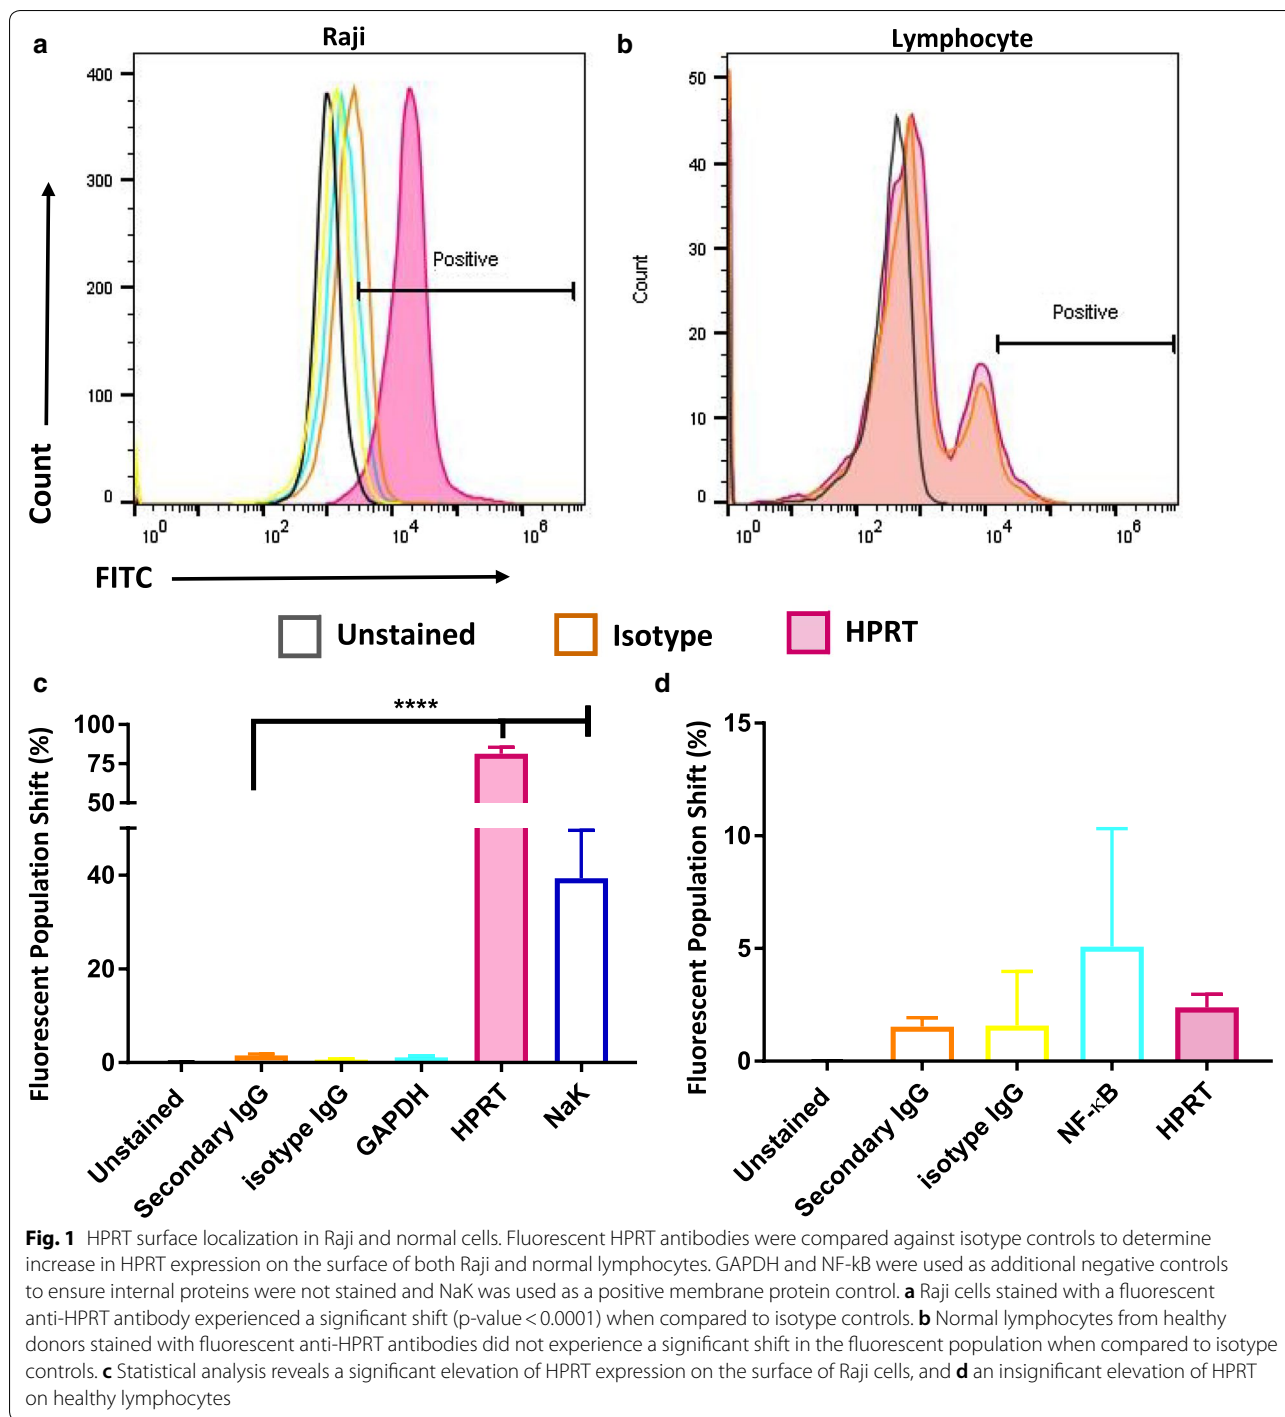 a
Raji
400
300
200
100
0
Positive
10^0
10^2
10^4
10^6
Count
FITC
b
Lymphocyte
50
40
30
20
10
0
Count
Positive
10^0
10^2
10^4
10^6
Unstained
Isotype
HPRT
c
****
100
75
50
40
20
0
Fluorescent Population Shift (%)
Unstained
Secondary IgG
isotype IgG
GAPDH
HPRT
NaK
d
15
10
5
0
Fluorescent Population Shift (%)
Unstained
Secondary IgG
isotype IgG
NF-κB
HPRT
Fig. 1 HPRT surface localization in Raji and normal cells. Fluorescent HPRT antibodies were compared against isotype controls to determine
increase in HPRT expression on the surface of both Raji and normal lymphocytes. GAPDH and NF-kB were used as additional negative controls
to ensure internal proteins were not stained and NaK was used as a positive membrane protein control. a Raji cells stained with a fluorescent
anti-HPRT antibody experienced a significant shift (p-value < 0.0001) when compared to isotype controls. b Normal lymphocytes from healthy
donors stained with fluorescent anti-HPRT antibodies did not experience a significant shift in the fluorescent population when compared to isotype
controls. c Statistical analysis reveals a significant elevation of HPRT expression on the surface of Raji cells, and d an insignificant elevation of HPRT
on healthy lymphocytes